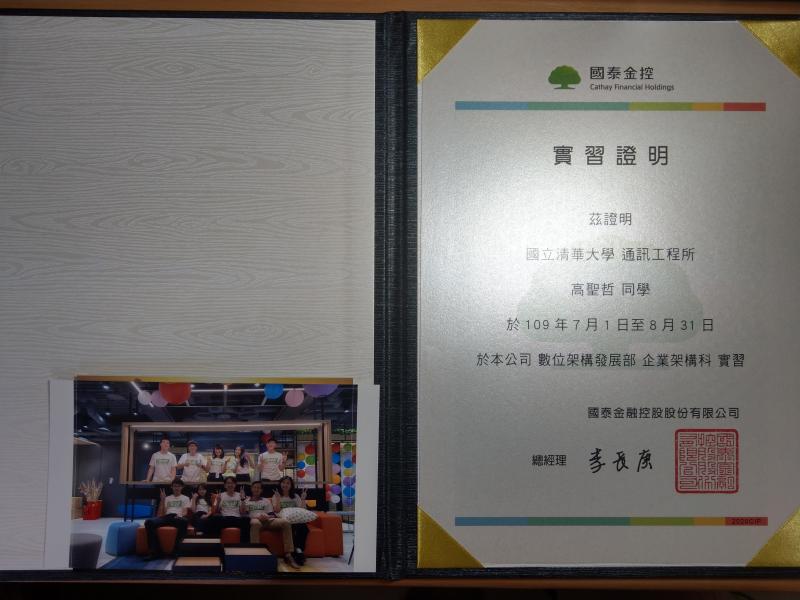 國泰金控
Cathay Financial Holdings
實習證明
茲證明
國立清華大學 通訊工程所
高聖哲 同學
於 109 年 7 月 1 日至 8 月 31 日
於本公司 數位架構發展部 企業架構科 實習
國泰金融控股股份有限公司
總經理 李長庚
2020CIP